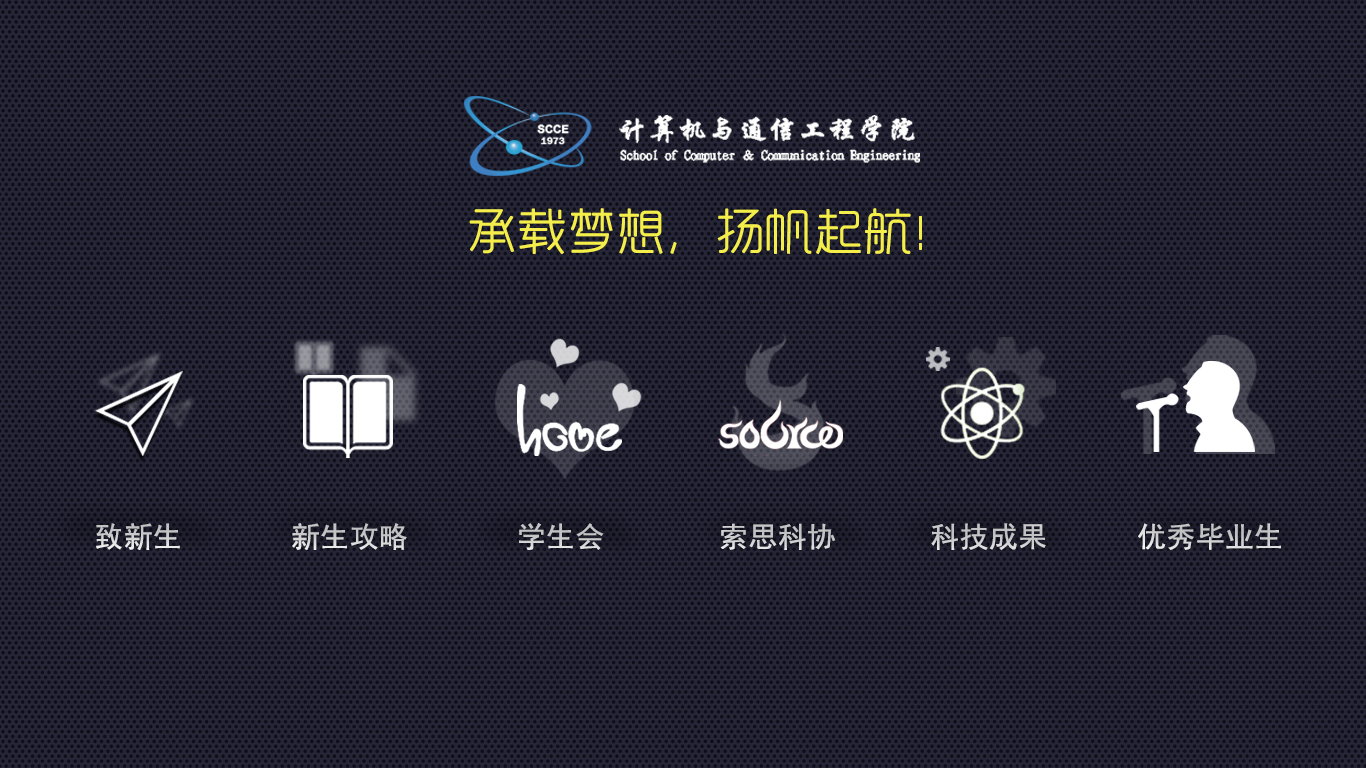 SCCE
1973
计算机与通信工程学院
School of Computer & Communication Engineering
承载梦想，扬帆起航!
home
source
致新生
新生攻略
学生会
索思科协
科技成果
优秀毕业生